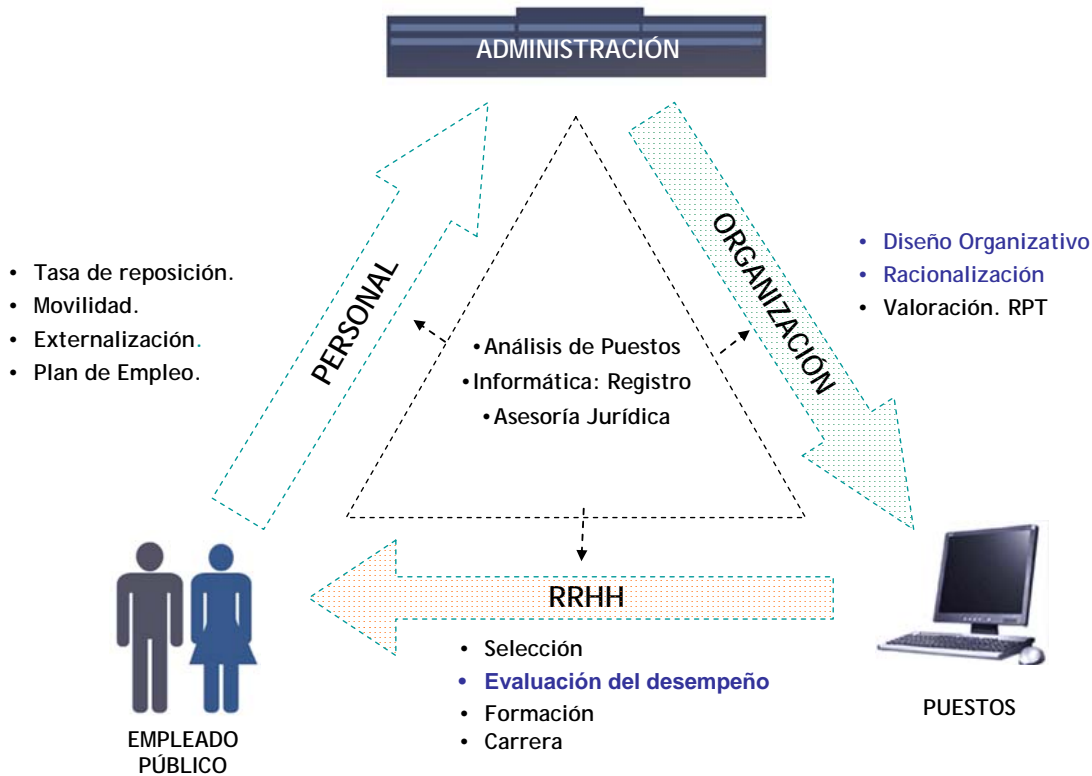 ADMINISTRACIÓN
PERSONAL
ORGANIZACIÓN
• Tasa de reposición.
• Movilidad.
• Externalización.
• Plan de Empleo.
• Diseño Organizativo
• Racionalización
• Valoración. RPT
• Análisis de Puestos
• Informática: Registro
• Asesoría Jurídica
RRHH
• Selección
• Evaluación del desempeño
• Formación
• Carrera
EMPLEADO
PÚBLICO
PUESTOS